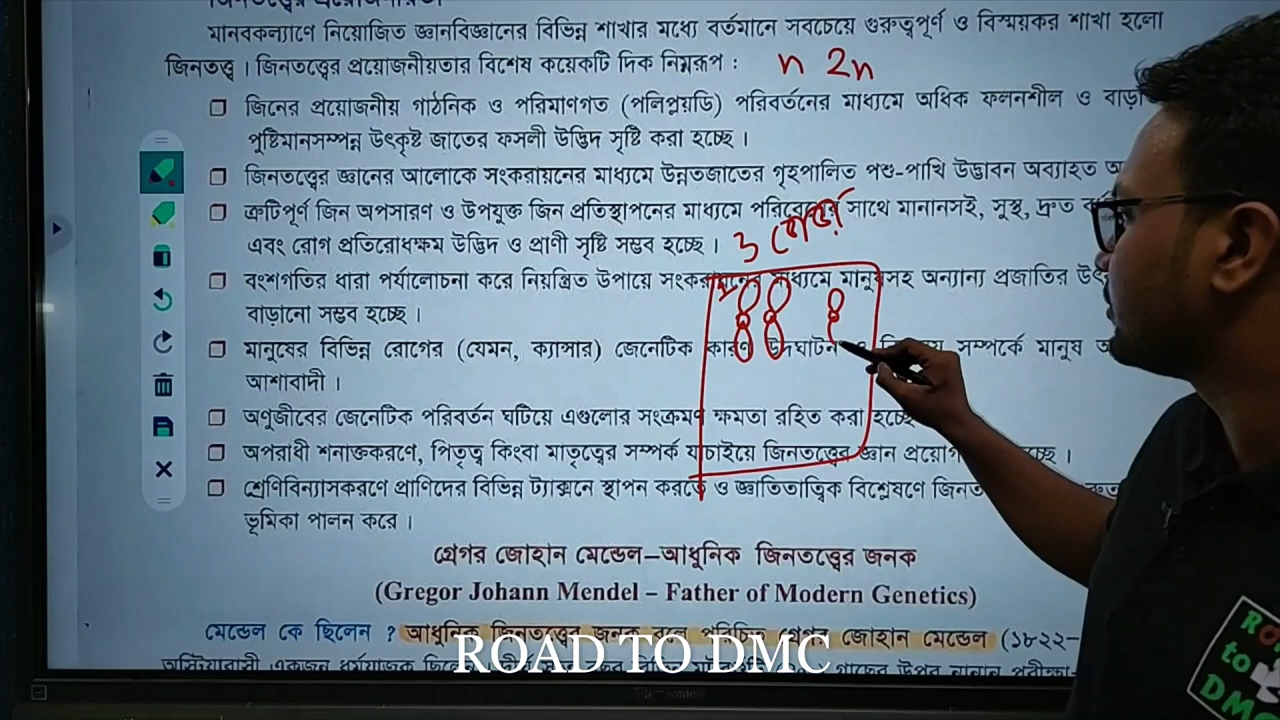 মানবকল্যাণে নিয়োজিত জ্ঞানবিজ্ঞানের বিভিন্ন শাখার মধ্যে বর্তমানে সবচেয়ে গুরুত্বপূর্ণ ও বিস্ময়কর শাখা হলো
জিনতত্ত্ব । জিনতত্ত্বের প্রয়োজনীয়তার বিশেষ কয়েকটি দিক নিম্নরূপ : n 2n
জিনের প্রয়োজনীয় গাঠনিক ও পরিমাণগত (পলিপ্লয়ডি) পরিবর্তনের মাধ্যমে অধিক ফলনশীল ও বাড়
পুষ্টিমানসম্পন্ন উৎকৃষ্ট জাতের ফসলী উদ্ভিদ সৃষ্টি করা হচ্ছে ।
জিনতত্ত্বের জ্ঞানের আলোকে সংকরায়নের মাধ্যমে উন্নতজাতের গৃহপালিত পশু-পাখি উদ্ভাবন অব্যাহত
ত্রুটিপূর্ণ জিন অপসারণ ও উপযুক্ত জিন প্রতিস্থাপনের মাধ্যমে পরিবেশের সাথে মানানসই, সুস্থ, দ্রুত
এবং রোগ প্রতিরোধক্ষম উদ্ভিদ ও প্রাণী সৃষ্টি সম্ভব হচ্ছে । 3 জোড়া
বংশগতির ধারা পর্যালোচনা করে নিয়ন্ত্রিত উপায়ে সংকরায়নের মাধ্যমে মানুষসহ অন্যান্য প্রজাতির
বাড়ানো সম্ভব হচ্ছে ।
মানুষের বিভিন্ন রোগের (যেমন, ক্যান্সার) জেনেটিক কারণ উদঘাটন সম্পর্কে মানুষ
আশাবাদী ।
অণুজীবের জেনেটিক পরিবর্তন ঘটিয়ে এগুলোর সংক্রমণ ক্ষমতা রহিত করা হচ্ছে
অপরাধী শনাক্তকরণে, পিতৃত্ব কিংবা মাতৃত্বের সম্পর্ক যাচাইয়ে জিনতত্ত্বের জ্ঞান
শ্রেণিবিন্যাসকরণে প্রাণিদের বিভিন্ন ট্যাক্সনে স্থাপন করতে ও জ্ঞাতিতাত্ত্বিক বিশ্লেষণে
ভূমিকা পালন করে ।
গ্রেগর জোহান মেন্ডেল–আধুনিক জিনতত্ত্বের জনক
(Gregor Johann Mendel – Father of Modern Genetics)
মেন্ডেল কে ছিলেন ? আধুনিক জিনতত্ত্বের জনক বলে পরিচিত গ্রেগর জোহান মেন্ডেল (১৮২২–
ROAD TO DMC
to
DMC